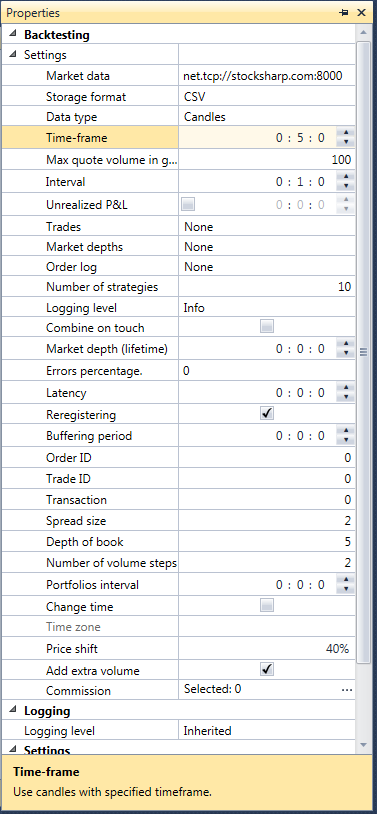 Properties
Backtesting
Settings
Market data net.tcp://stocksharp.com:8000
Storage format CSV
Data type Candles
Time-frame 0 : 5 : 0
Max quote volume in g... 100
Interval 0 : 1 : 0
Unrealized P&L 0 : 0 : 0
Trades None
Market depths None
Order log None
Number of strategies 10
Logging level Info
Combine on touch
Market depth (lifetime) 0 : 0 : 0
Errors percentage. 0
Latency 0 : 0 : 0
Reregistering
Buffering period 0 : 0 : 0
Order ID 0
Trade ID 0
Transaction 0
Spread size 2
Depth of book 5
Number of volume steps 2
Portfolios interval 0 : 0 : 0
Change time
Time zone
Price shift 40%
Add extra volume
Commission Selected: 0 ...
Logging
Logging level Inherited
Settings
Time-frame
Use candles with specified timeframe.